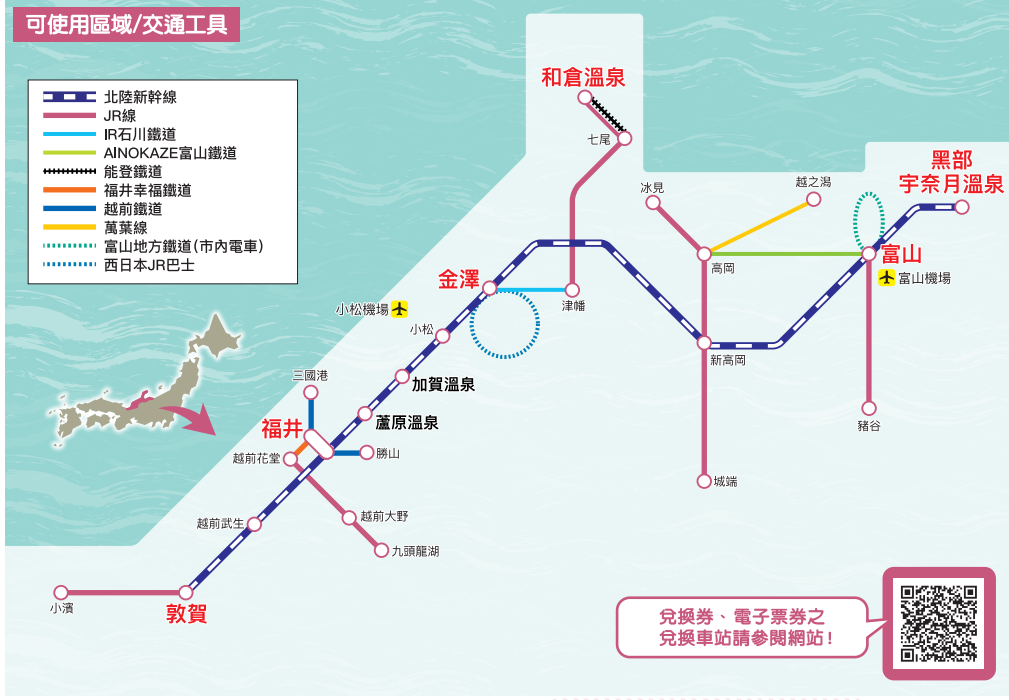 可使用區域/交通工具
北陸新幹線
JR線
IR石川鐵道
AINOKAZE富山鐵道
能登鐵道
福井幸福鐵道
越前鐵道
萬葉線
富山地方鐵道(市內電車)
西日本JR巴士
和倉溫泉
七尾
冰見
越之潟
黑部
宇奈月溫泉
高岡
富山
富山機場
金澤
津幡
小松機場
小松
新高岡
加賀溫泉
三國港
蘆原溫泉
豬谷
福井
越前花堂
勝山
城端
越前武生
越前大野
九頭龍湖
小濱
敦賀
兌換券、電子票券之
兌換車站請參閱網站!